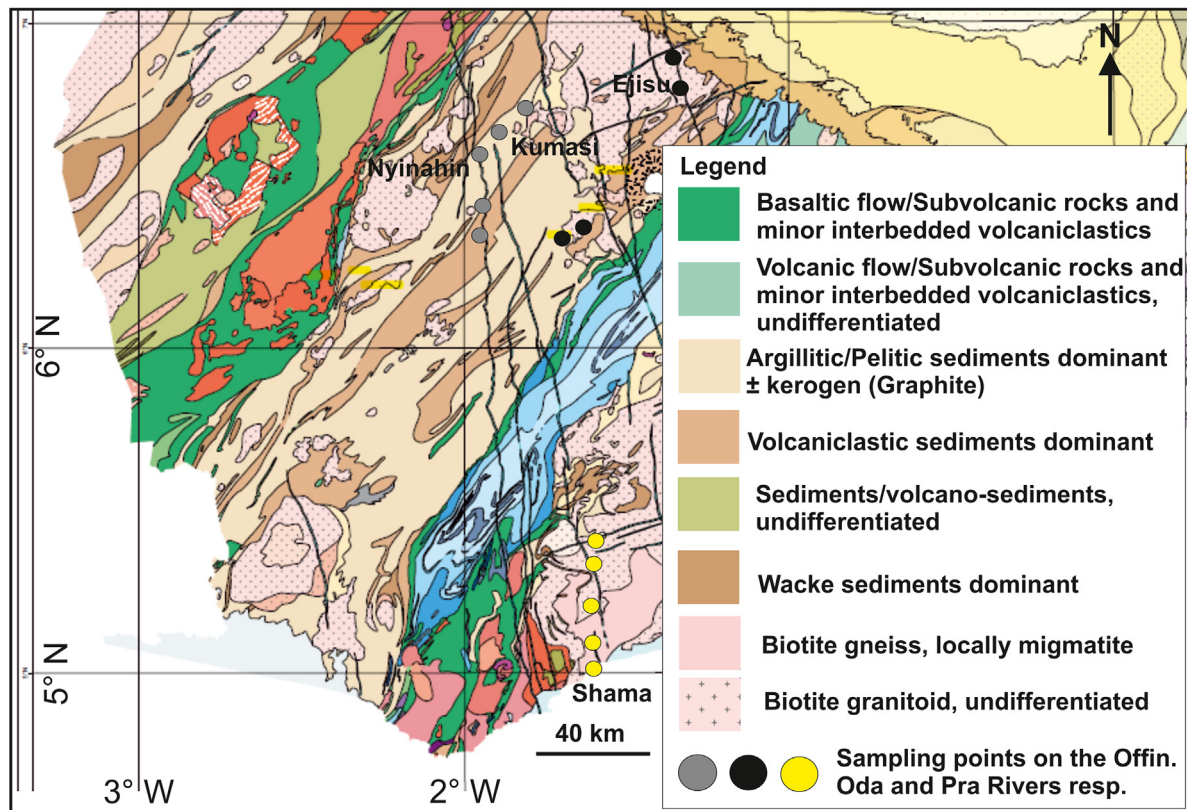 N
Ejisu
Kumasi
Nyinahin
6° N
5° N
Shama
40 km
3° W
2° W
Legend
Basaltic flow/Subvolcanic rocks and
minor interbedded volcaniclastics
Volcanic flow/Subvolcanic rocks and
minor interbedded volcaniclastics,
undifferentiated
Argillitic/Pelitic sediments dominant
± kerogen (Graphite)
Volcaniclastic sediments dominant
Sediments/volcano-sediments,
undifferentiated
Wacke sediments dominant
Biotite gneiss, locally migmatite
Biotite granitoid, undifferentiated
Sampling points on the Offin.
Oda and Pra Rivers resp.